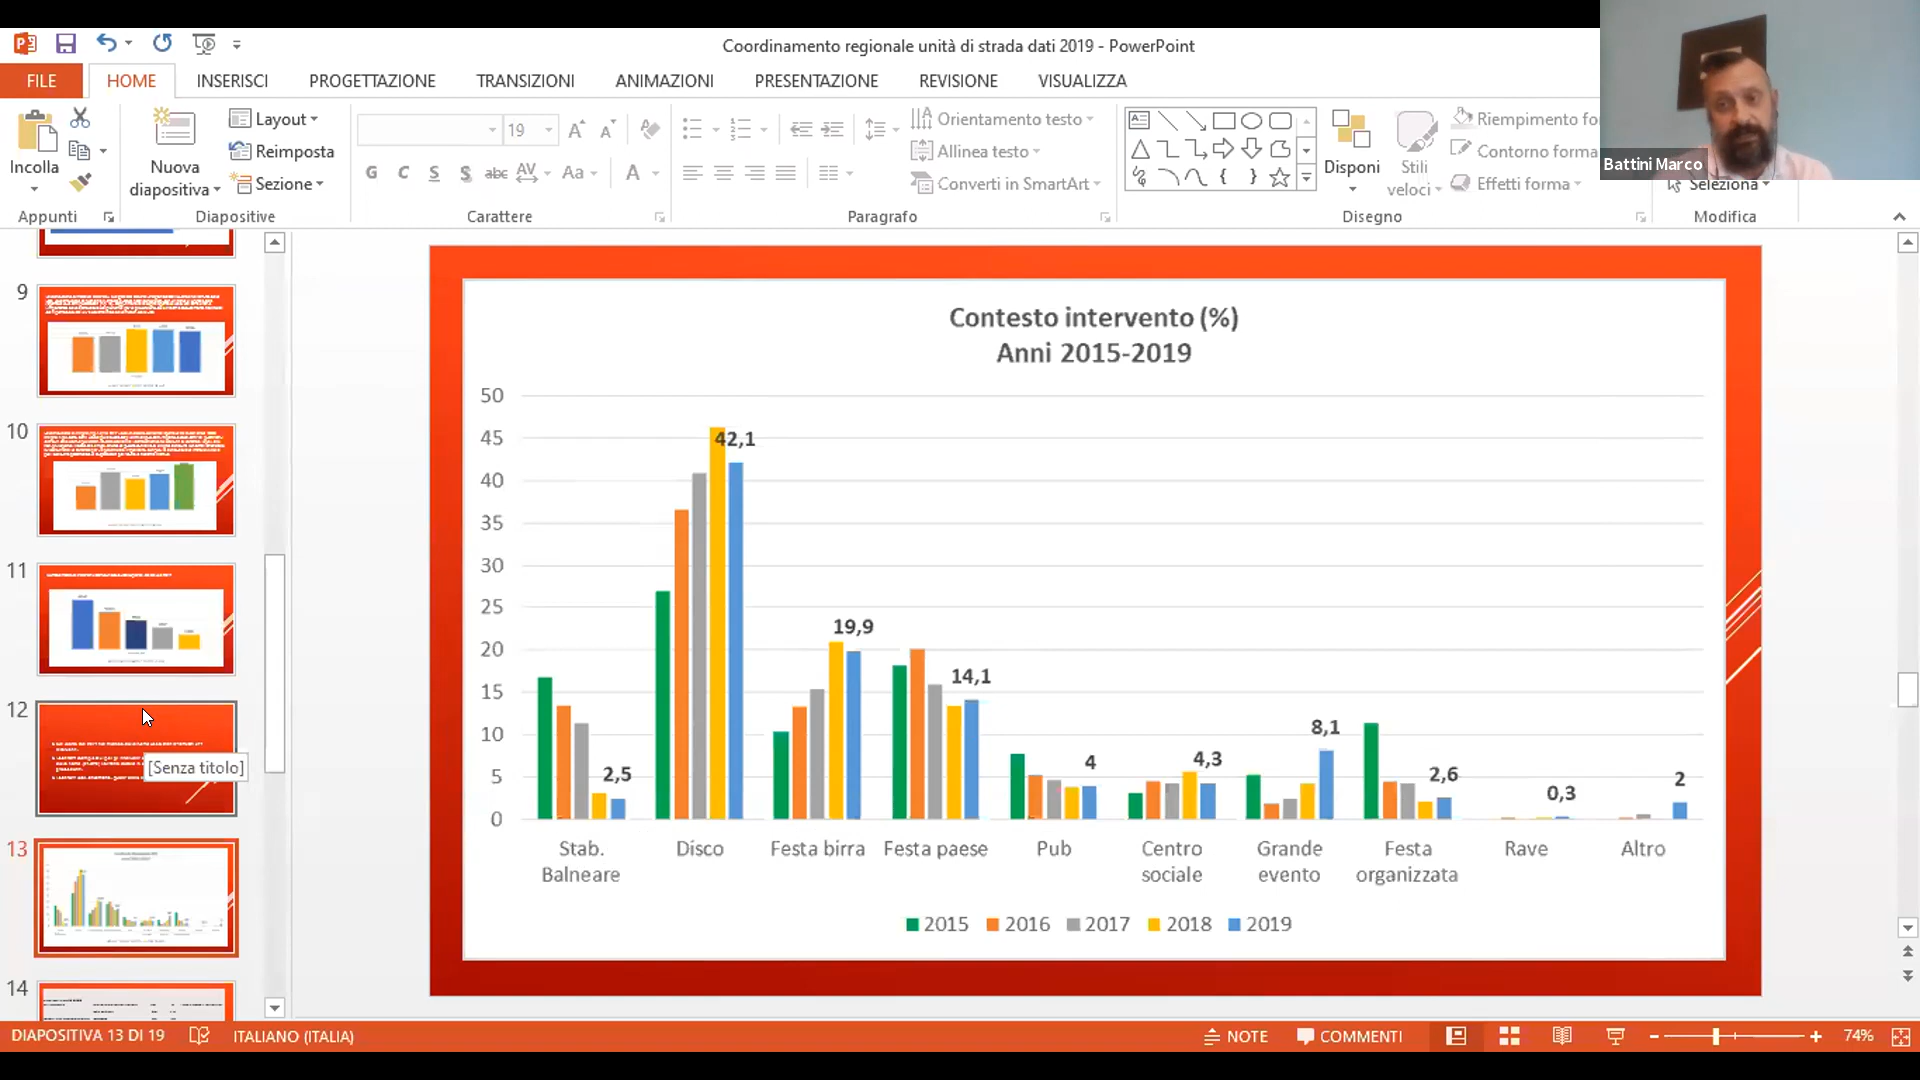 Coordinamento regionale unità di strada dati 2019 - PowerPoint
FILE
HOME
INSERISCI
PROGETTAZIONE
TRANSIZIONI
ANIMAZIONI
PRESENTAZIONE
REVISIONE
VISUALIZZA
Incolla
Appunti
Nuova
diapositiva
Layout
Reimposta
Sezione
Diapositive
19
G C S S abc AV Aa A
Carattere
Orientamento testo
Allinea testo
Converti in SmartArt
Paragrafo
Disponi
Stili
veloci
Riempimento fo
Contorno forma
Effetti forma
Disegno
Seleziona
Modifica
Battini Marco
9
10
11
12
[Senza titolo]
13
14
Contesto intervento (%)
Anni 2015-2019
50
45
40
35
30
25
20
15
10
5
0
2,5
42,1
19,9
14,1
4
4,3
8,1
2,6
0,3
2
Stab.
Balneare
Disco
Festa birra
Festa paese
Pub
Centro
sociale
Grande
evento
Festa
organizzata
Rave
Altro
2015 2016 2017 2018 2019
DIAPOSITIVA 13 DI 19
ITALIANO (ITALIA)
NOTE
COMMENTI
74%